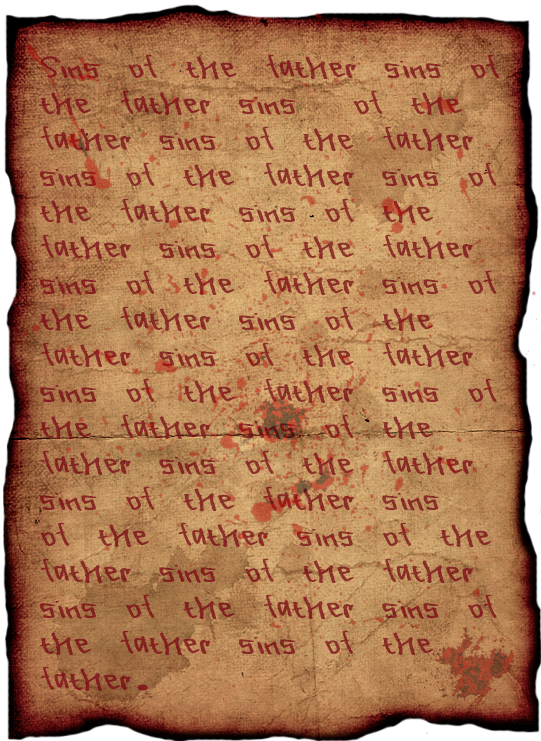 Sins of the father sins of
the father sins of the
father sins of the father
sins of the father sins of
the father sins of the
father sins of the father
sins of the father sins of
the father sins of the
father sins of the father
sins of the father sins of
the father sins of the
father sins of the father
sins of the father sins
of the father sins of the
father sins of the father
sins of the father sins of
the father sins of the
father.